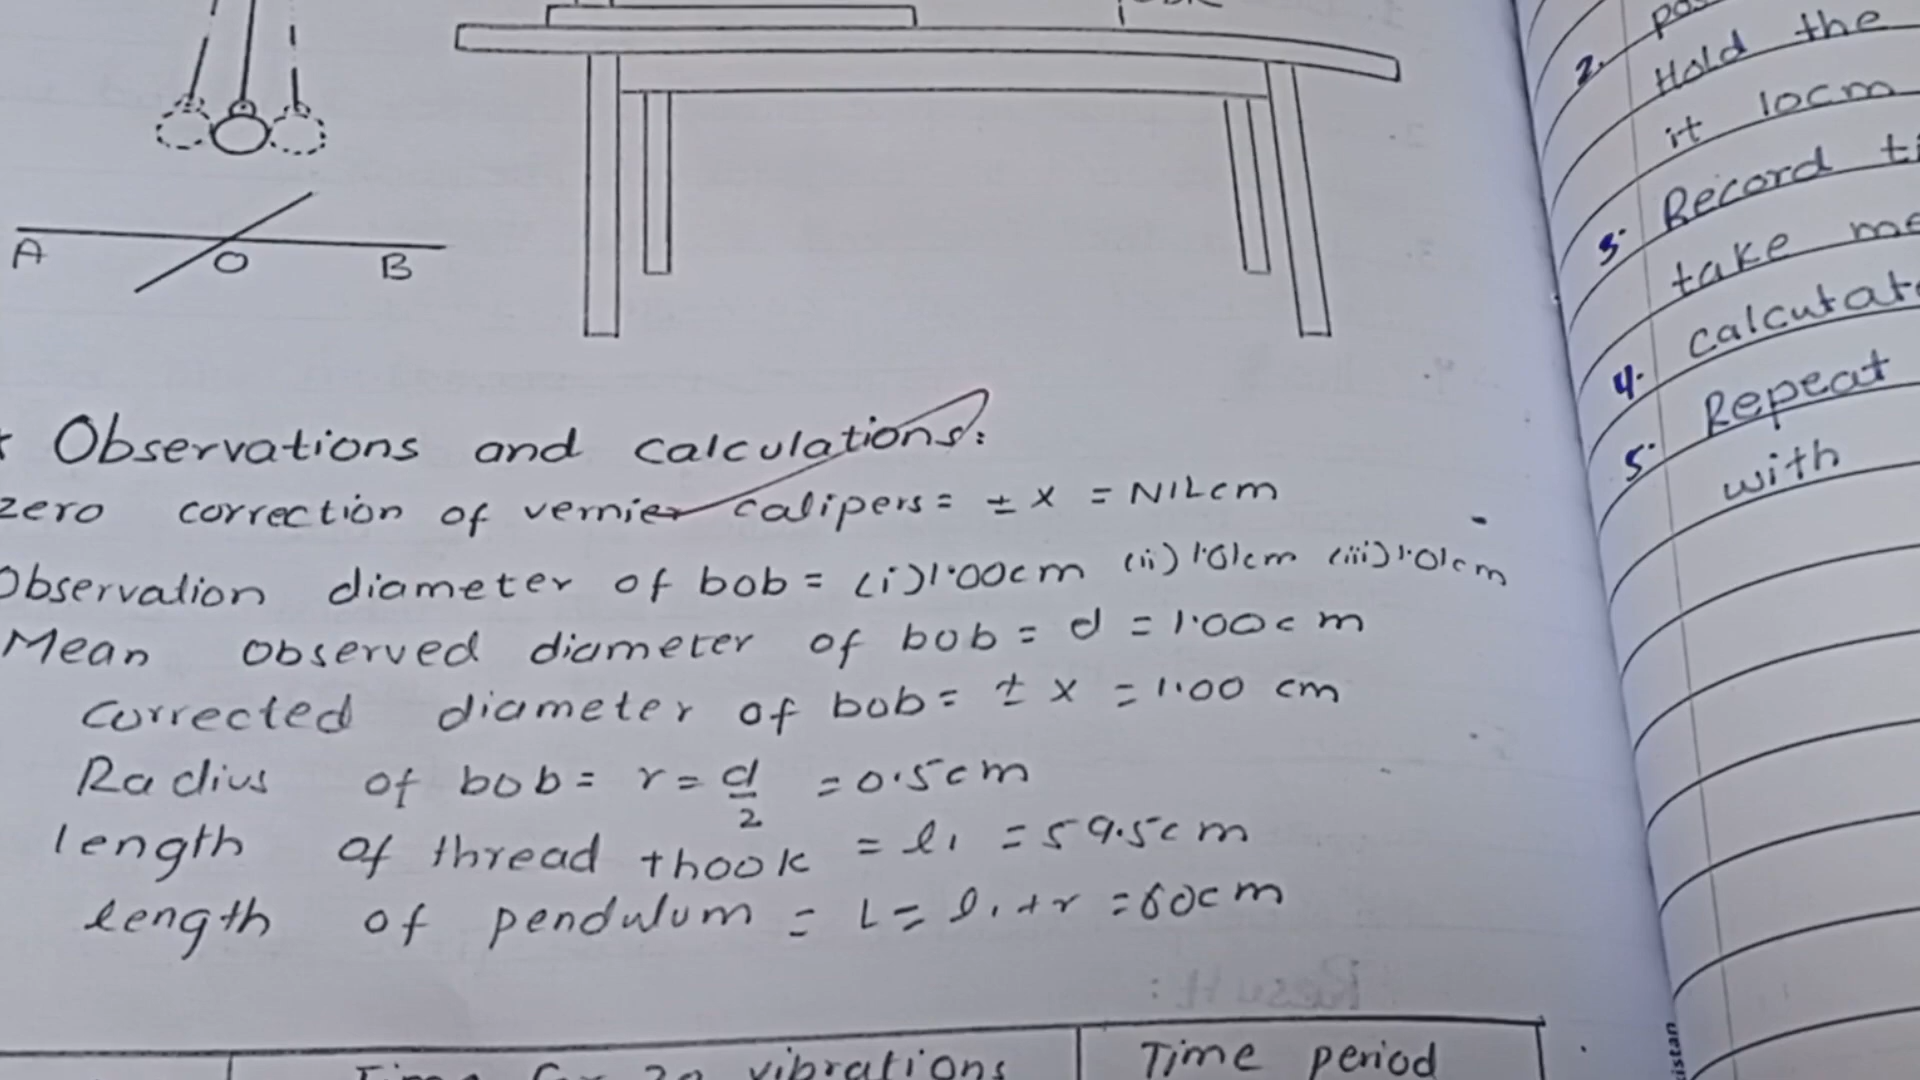 A O B
Observations and calculations:
zero correction of vernier calipers = ± x = NIL cm
Observation diameter of bob = (i) 1.00cm (ii) 1.01cm (iii) 1.01cm
Mean observed diameter of bob = d = 1.00cm
corrected diameter of bob = ± x = 1.00 cm
Radius of bob = r = d/2 = 0.5cm
length of thread + hook = l1 = 59.5cm
length of pendulum = L = l1 + r = 60cm
vibrations
Time period
2.
Hold the
it 10cm
3. Record
take
4. calcutate
5. Repeat
with